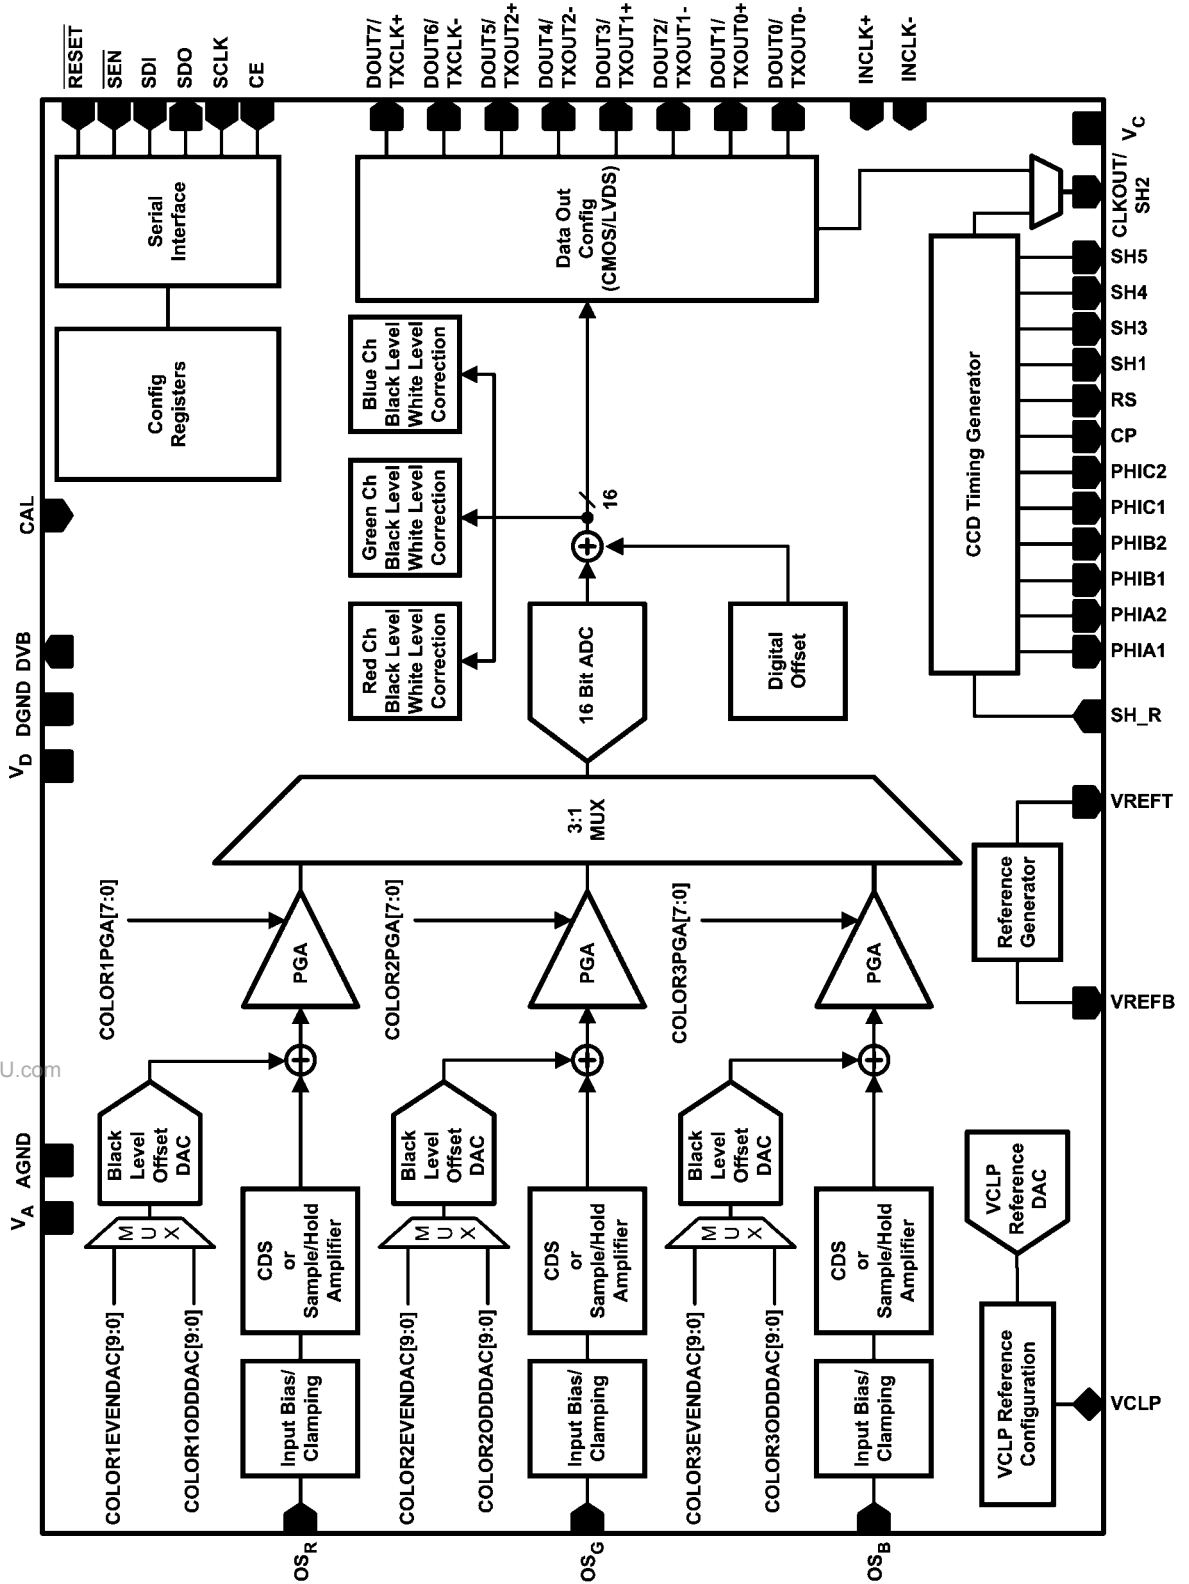 RESET
SEN
SDI
SDO
SCLK
CE
DOUT7/
TXCLK+
DOUT6/
TXCLK-
DOUT5/
TXOUT2+
DOUT4/
TXOUT2-
DOUT3/
TXOUT1+
DOUT2/
TXOUT1-
DOUT1/
TXOUT0+
DOUT0/
TXOUT0-
INCLK+
INCLK-
Serial
Interface
Config
Registers
Data Out
Config
(CMOS/LVDS)
VC
CLKOUT/
SH2
SH5
SH4
SH3
SH1
RS
CP
PHIC2
PHIC1
PHIB2
PHIB1
PHIA2
PHIA1
SH_R
CCD Timing Generator
Blue Ch
Black Level
White Level
Correction
Green Ch
Black Level
White Level
Correction
Red Ch
Black Level
White Level
Correction
16
CAL
DVB
DGND
VD
16 Bit ADC
Digital
Offset
3:1
MUX
VREFT
Reference
Generator
VREFB
COLOR1PGA[7:0]
PGA
COLOR2PGA[7:0]
PGA
COLOR3PGA[7:0]
PGA
U.com
AGND
VA
Black
Level
Offset
DAC
Black
Level
Offset
DAC
Black
Level
Offset
DAC
MUX
MUX
MUX
CDS
or
Sample/Hold
Amplifier
CDS
or
Sample/Hold
Amplifier
CDS
or
Sample/Hold
Amplifier
VCLP
Reference
DAC
COLOR1EVENDAC[9:0]
COLOR1ODDDAC[9:0]
COLOR2EVENDAC[9:0]
COLOR2ODDDAC[9:0]
COLOR3EVENDAC[9:0]
COLOR3ODDDAC[9:0]
Input Bias/
Clamping
Input Bias/
Clamping
Input Bias/
Clamping
VCLP Reference
Configuration
VCLP
OSR
OSG
OSB